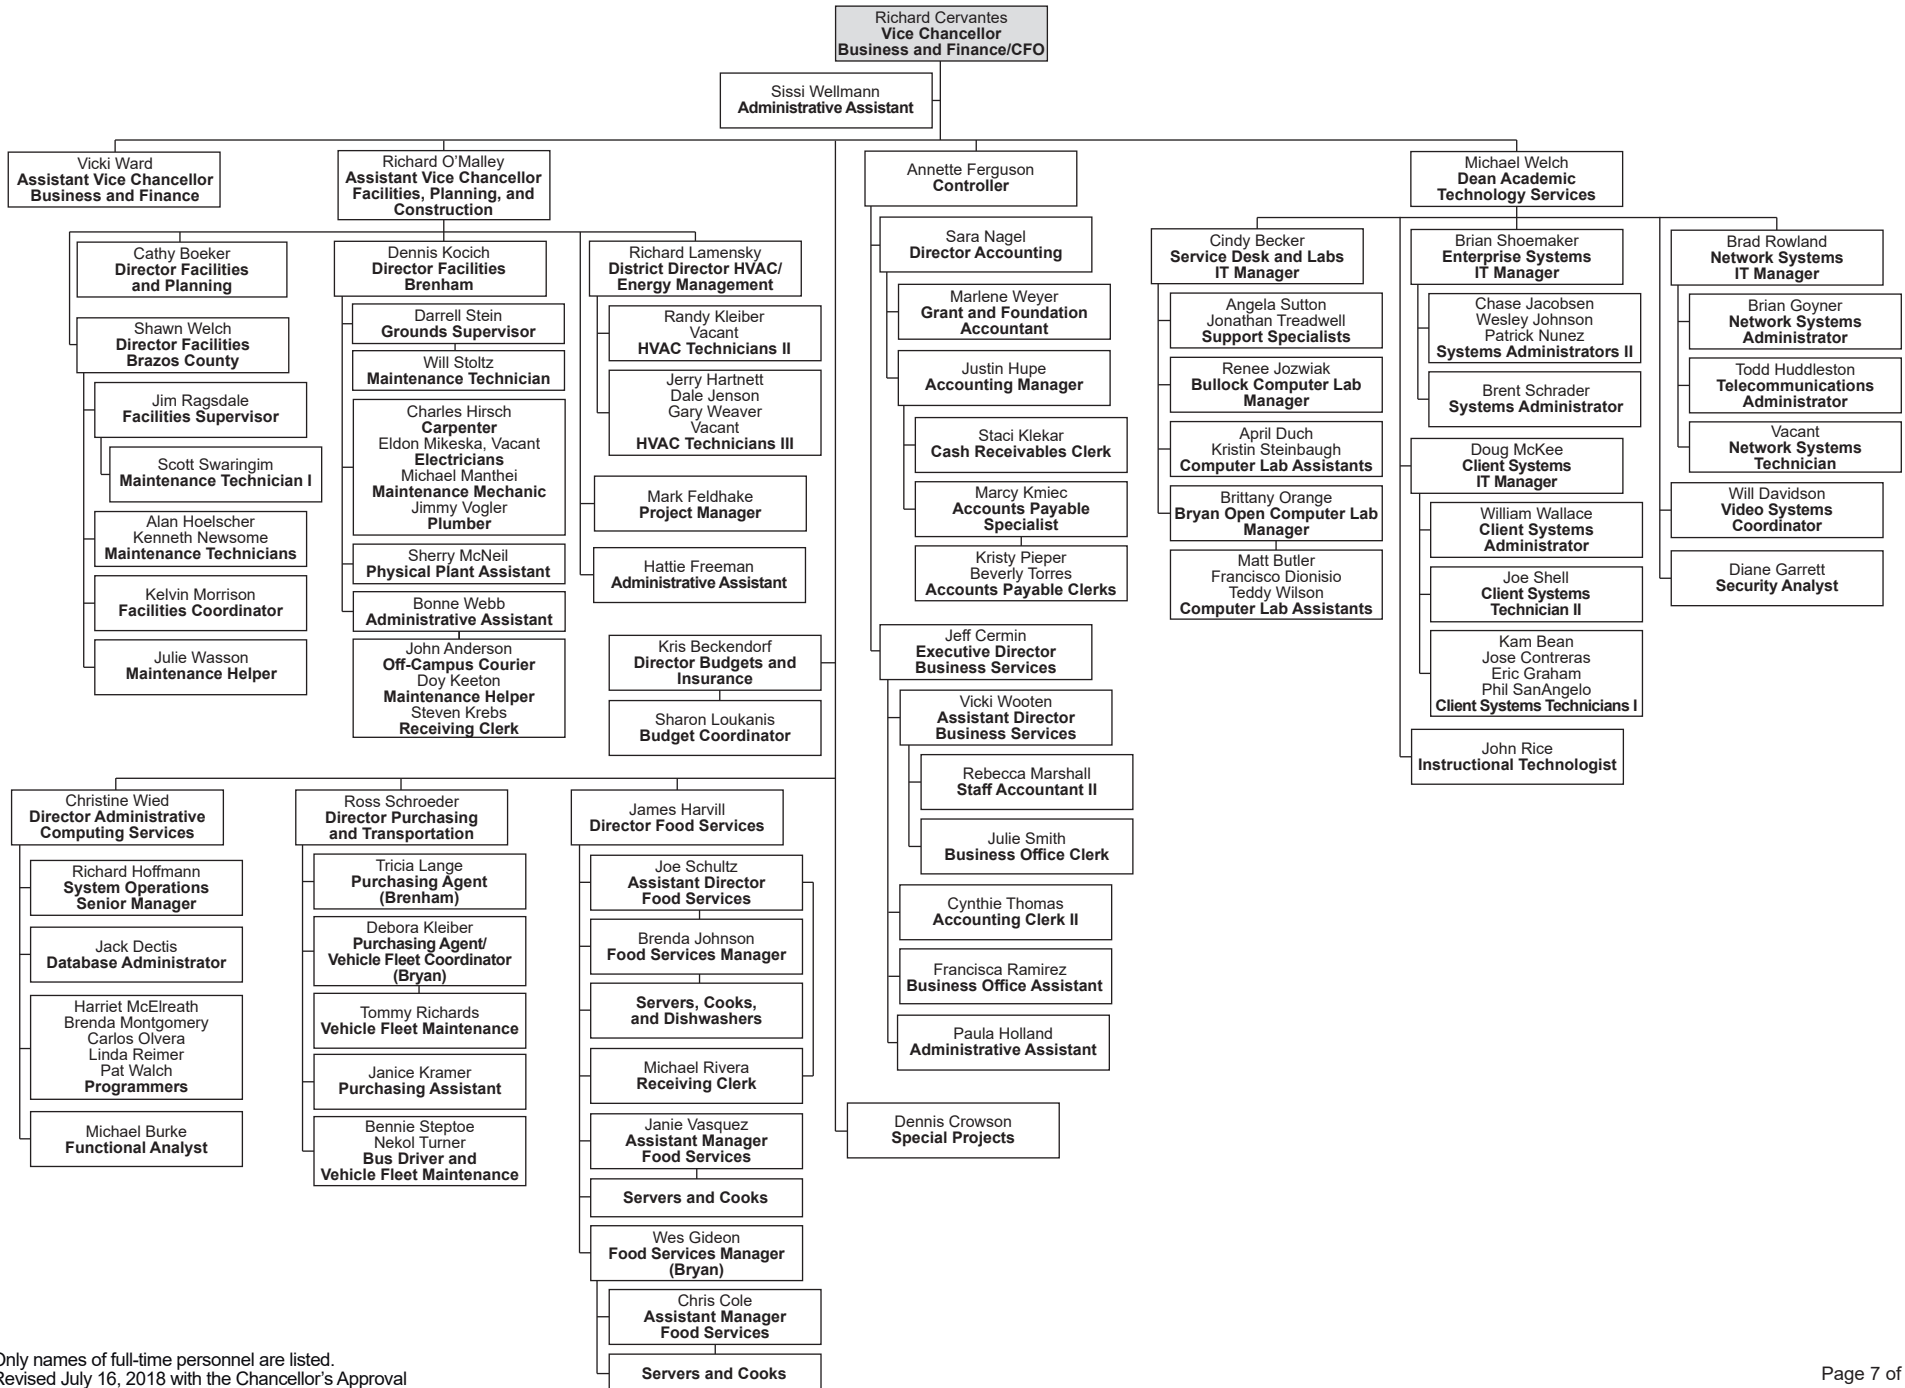 Richard Cervantes
Vice Chancellor
Business and Finance/CFO
Sissi Wellmann
Administrative Assistant
Vicki Ward
Assistant Vice Chancellor
Business and Finance
Richard O’Malley
Assistant Vice Chancellor
Facilities, Planning, and
Construction
Cathy Boeker
Director Facilities
and Planning
Shawn Welch
Director Facilities
Brazos County
Jim Ragsdale
Facilities Supervisor
Scott Swaringim
Maintenance Technician I
Alan Hoelscher
Kenneth Newsome
Maintenance Technicians
Kelvin Morrison
Facilities Coordinator
Julie Wasson
Maintenance Helper
Dennis Kocich
Director Facilities
Brenham
Darrell Stein
Grounds Supervisor
Will Stoltz
Maintenance Technician
Charles Hirsch
Carpenter
Eldon Mikeska, Vacant
Electricians
Michael Manthei
Maintenance Mechanic
Jimmy Vogler
Plumber
Sherry McNeil
Physical Plant Assistant
Bonne Webb
Administrative Assistant
John Anderson
Off-Campus Courier
Doy Keeton
Maintenance Helper
Steven Krebs
Receiving Clerk
Richard Lamensky
District Director HVAC/
Energy Management
Randy Kleiber
Vacant
HVAC Technicians II
Jerry Hartnett
Dale Jenson
Gary Weaver
Vacant
HVAC Technicians III
Mark Feldhake
Project Manager
Hattie Freeman
Administrative Assistant
Kris Beckendorf
Director Budgets and
Insurance
Sharon Loukanis
Budget Coordinator
Annette Ferguson
Controller
Sara Nagel
Director Accounting
Marlene Weyer
Grant and Foundation
Accountant
Justin Hupe
Accounting Manager
Staci Klekar
Cash Receivables Clerk
Marcy Kmiec
Accounts Payable
Specialist
Kristy Pieper
Beverly Torres
Accounts Payable Clerks
Jeff Cermin
Executive Director
Business Services
Vicki Wooten
Assistant Director
Business Services
Rebecca Marshall
Staff Accountant II
Julie Smith
Business Office Clerk
Cynthie Thomas
Accounting Clerk II
Francisca Ramirez
Business Office Assistant
Paula Holland
Administrative Assistant
Michael Welch
Dean Academic
Technology Services
Cindy Becker
Service Desk and Labs
IT Manager
Angela Sutton
Jonathan Treadwell
Support Specialists
Renee Jozwiak
Bullock Computer Lab
Manager
April Duch
Kristin Steinbaugh
Computer Lab Assistants
Brittany Orange
Bryan Open Computer Lab
Manager
Matt Butler
Francisco Dionisio
Teddy Wilson
Computer Lab Assistants
Brian Shoemaker
Enterprise Systems
IT Manager
Chase Jacobsen
Wesley Johnson
Patrick Nunez
Systems Administrators II
Brent Schrader
Systems Administrator
Doug McKee
Client Systems
IT Manager
William Wallace
Client Systems
Administrator
Joe Shell
Client Systems
Technician II
Kam Bean
Jose Contreras
Eric Graham
Phil SanAngelo
Client Systems Technicians I
John Rice
Instructional Technologist
Brad Rowland
Network Systems
IT Manager
Brian Goyner
Network Systems
Administrator
Todd Huddleston
Telecommunications
Administrator
Vacant
Network Systems
Technician
Will Davidson
Video Systems
Coordinator
Diane Garrett
Security Analyst
Christine Wied
Director Administrative
Computing Services
Richard Hoffmann
System Operations
Senior Manager
Jack Dectis
Database Administrator
Harriet McElreath
Brenda Montgomery
Carlos Olvera
Linda Reimer
Pat Walch
Programmers
Michael Burke
Functional Analyst
Ross Schroeder
Director Purchasing
and Transportation
Tricia Lange
Purchasing Agent
(Brenham)
Debora Kleiber
Purchasing Agent/
Vehicle Fleet Coordinator
(Bryan)
Tommy Richards
Vehicle Fleet Maintenance
Janice Kramer
Purchasing Assistant
Bennie Steptoe
Nekol Turner
Bus Driver and
Vehicle Fleet Maintenance
James Harvill
Director Food Services
Joe Schultz
Assistant Director
Food Services
Brenda Johnson
Food Services Manager
Servers, Cooks,
and Dishwashers
Michael Rivera
Receiving Clerk
Janie Vasquez
Assistant Manager
Food Services
Servers and Cooks
Wes Gideon
Food Services Manager
(Bryan)
Chris Cole
Assistant Manager
Food Services
Servers and Cooks
Dennis Crowson
Special Projects
Only names of full-time personnel are listed.
Revised July 16, 2018 with the Chancellor’s Approval
Page 7 of